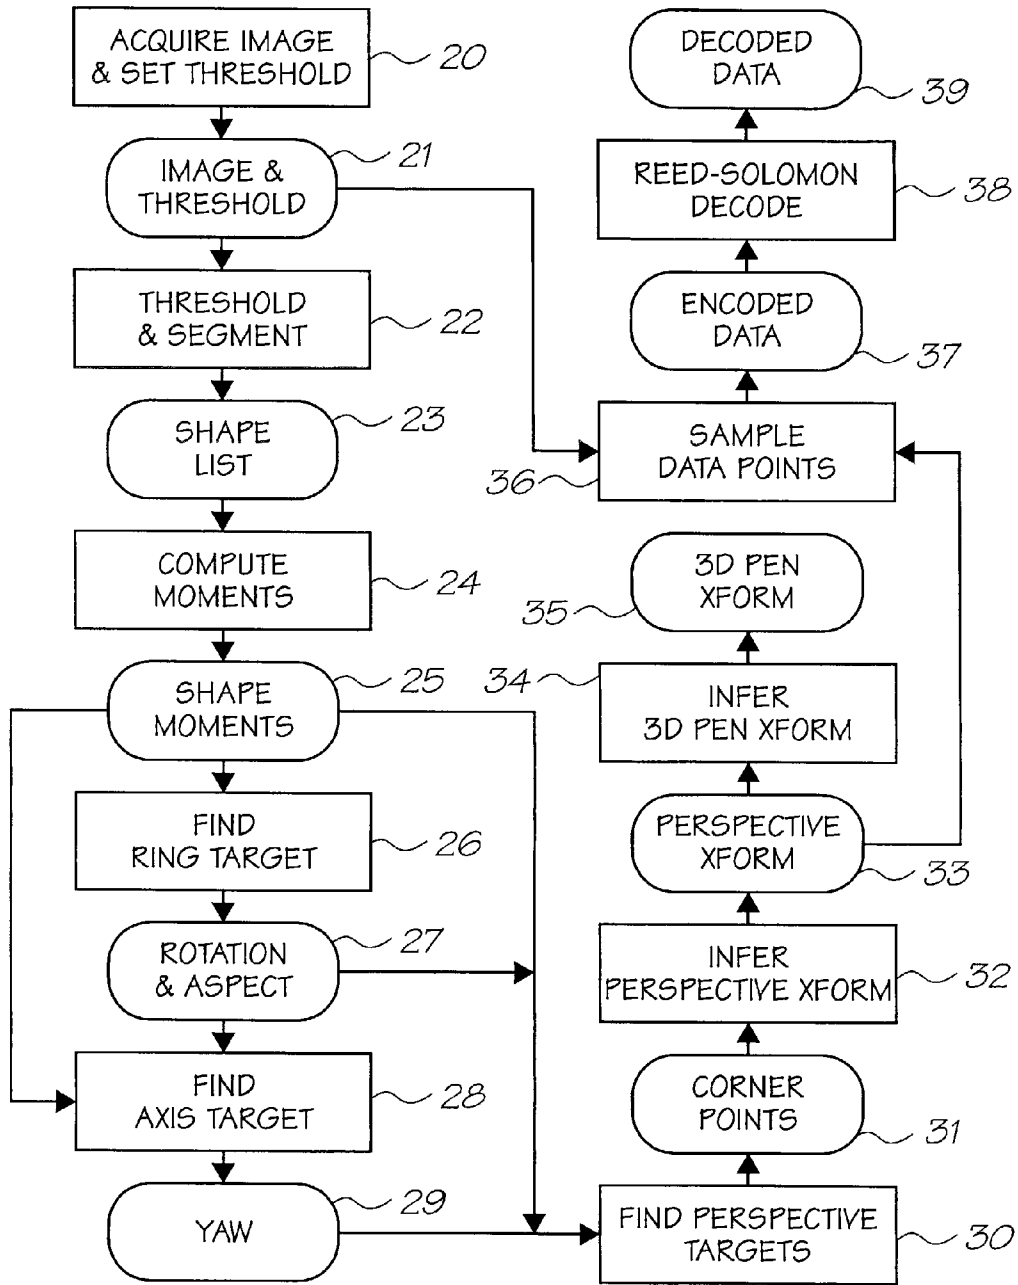 ACQUIRE IMAGE
& SET THRESHOLD
20
IMAGE &
THRESHOLD
21
THRESHOLD
& SEGMENT
22
SHAPE
LIST
23
COMPUTE
MOMENTS
24
SHAPE
MOMENTS
25
FIND
RING TARGET
26
ROTATION
& ASPECT
27
FIND
AXIS TARGET
28
YAW
29
DECODED
DATA
39
REED-SOLOMON
DECODE
38
ENCODED
DATA
37
SAMPLE
DATA POINTS
36
3D PEN
XFORM
35
34
INFER
3D PEN XFORM
PERSPECTIVE
XFORM
33
INFER
PERSPECTIVE XFORM
32
CORNER
POINTS
31
FIND PERSPECTIVE
TARGETS
30